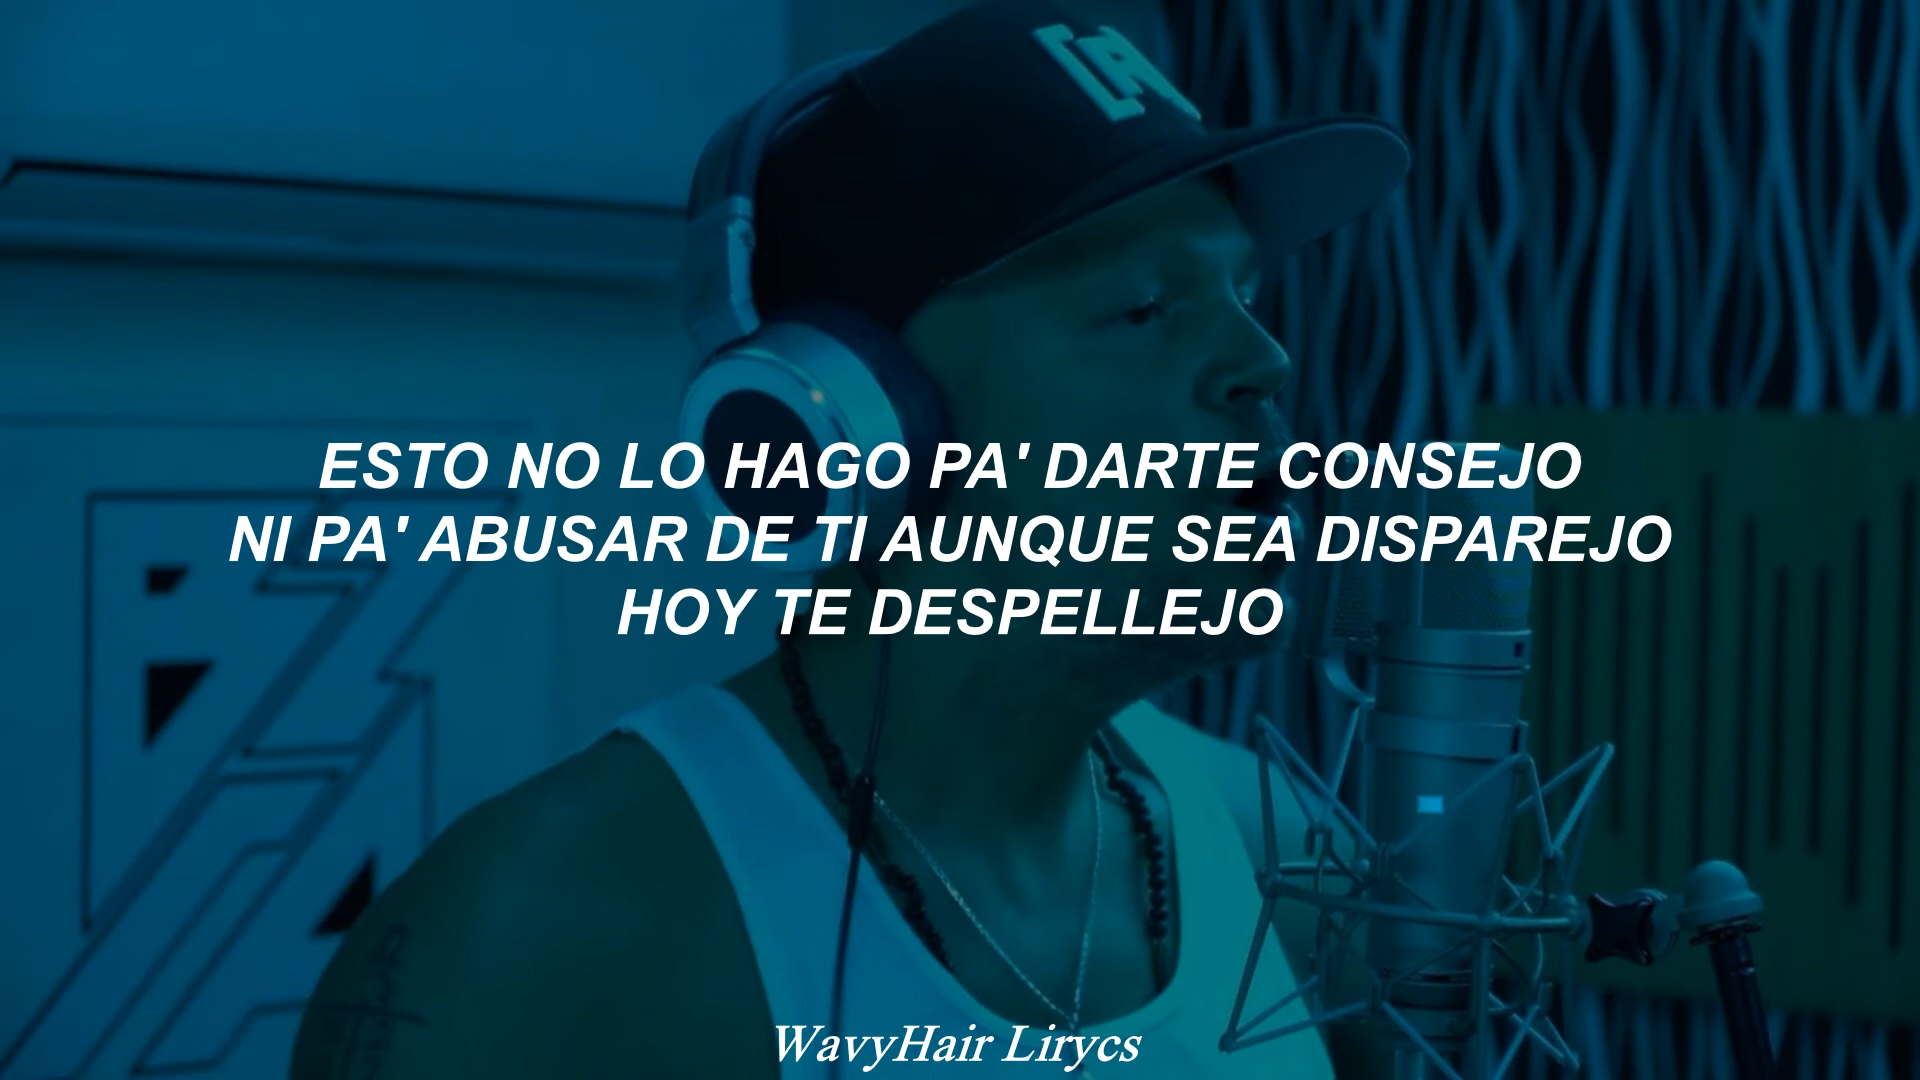 ESTO NO LO HAGO PA' DARTE CONSEJO
NI PA' ABUSAR DE TI AUNQUE SEA DISPAREJO
HOY TE DESPELLEJO
WavyHair Lirycs